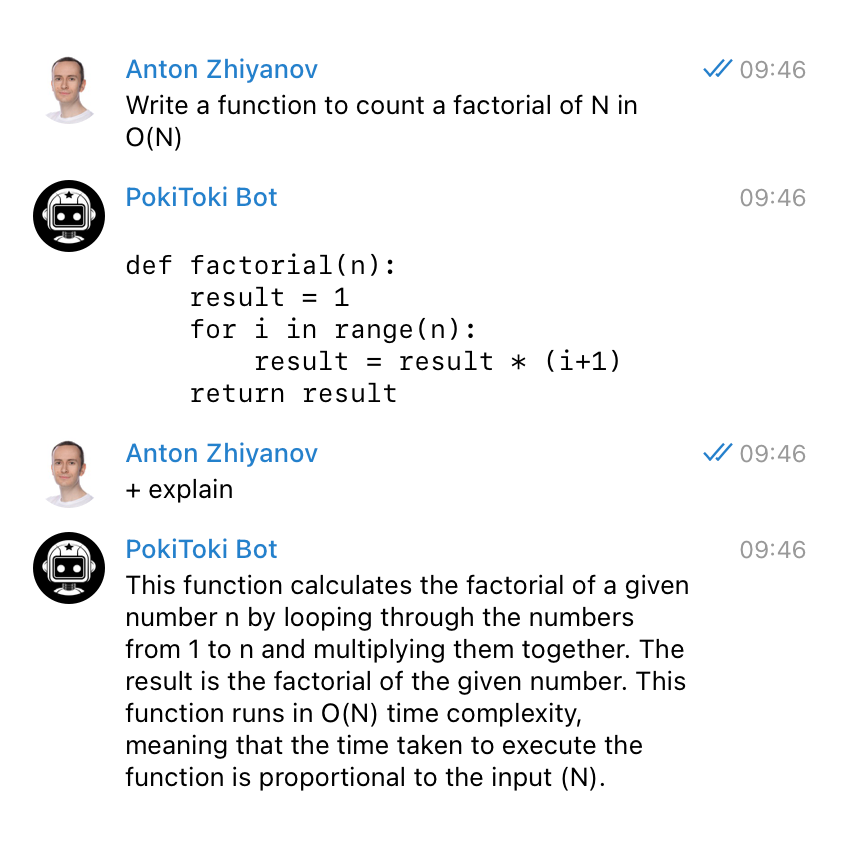 Anton Zhiyanov 09:46
Write a function to count a factorial of N in
O(N)
PokiToki Bot 09:46
def factorial(n):
    result = 1
    for i in range(n):
        result = result * (i+1)
    return result
Anton Zhiyanov 09:46
+ explain
PokiToki Bot 09:46
This function calculates the factorial of a given
number n by looping through the numbers
from 1 to n and multiplying them together. The
result is the factorial of the given number. This
function runs in O(N) time complexity,
meaning that the time taken to execute the
function is proportional to the input (N).